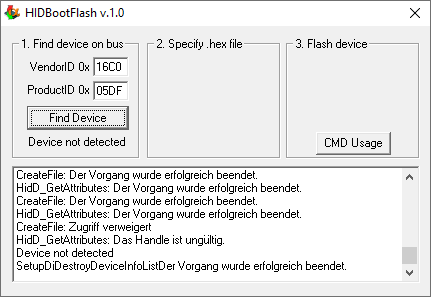 HIDBootFlash v.1.0
1. Find device on bus
VendorID 0x 16C0
ProductID 0x 05DF
Find Device
Device not detected
2. Specify .hex file
3. Flash device
CMD Usage
CreateFile: Der Vorgang wurde erfolgreich beendet.
HidD_GetAttributes: Der Vorgang wurde erfolgreich beendet.
CreateFile: Der Vorgang wurde erfolgreich beendet.
HidD_GetAttributes: Der Vorgang wurde erfolgreich beendet.
CreateFile: Zugriff verweigert
HidD_GetAttributes: Das Handle ist ungültig.
Device not detected
SetupDiDestroyDeviceInfoListDer Vorgang wurde erfolgreich beendet.